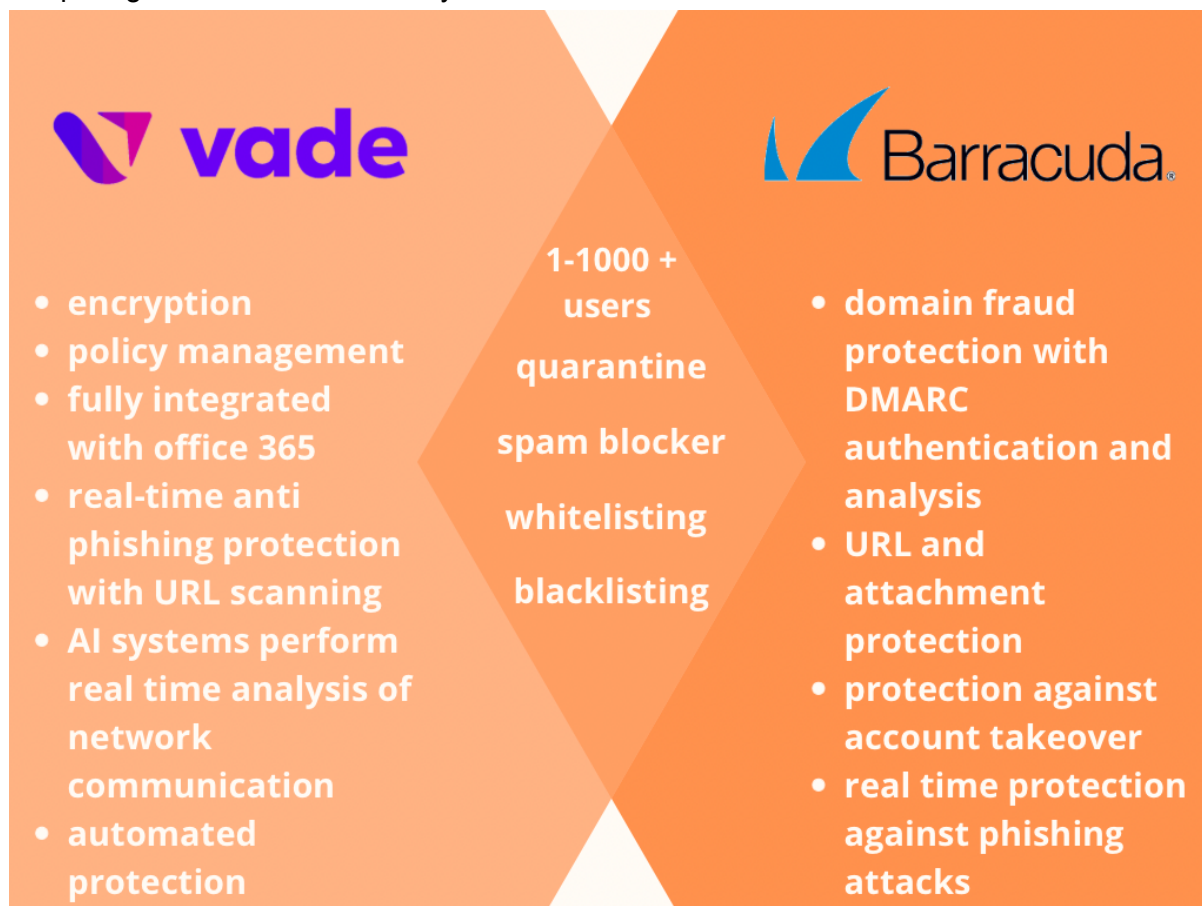 vade
encryption
policy management
fully integrated
with office 365
real-time anti
phishing protection
with URL scanning
AI systems perform
real time analysis of
network
communication
automated
protection
1-1000 +
users
quarantine
spam blocker
whitelisting
blacklisting
Barracuda®
domain fraud
protection with
DMARC
authentication and
analysis
URL and
attachment
protection
protection against
account takeover
real time protection
against phishing
attacks